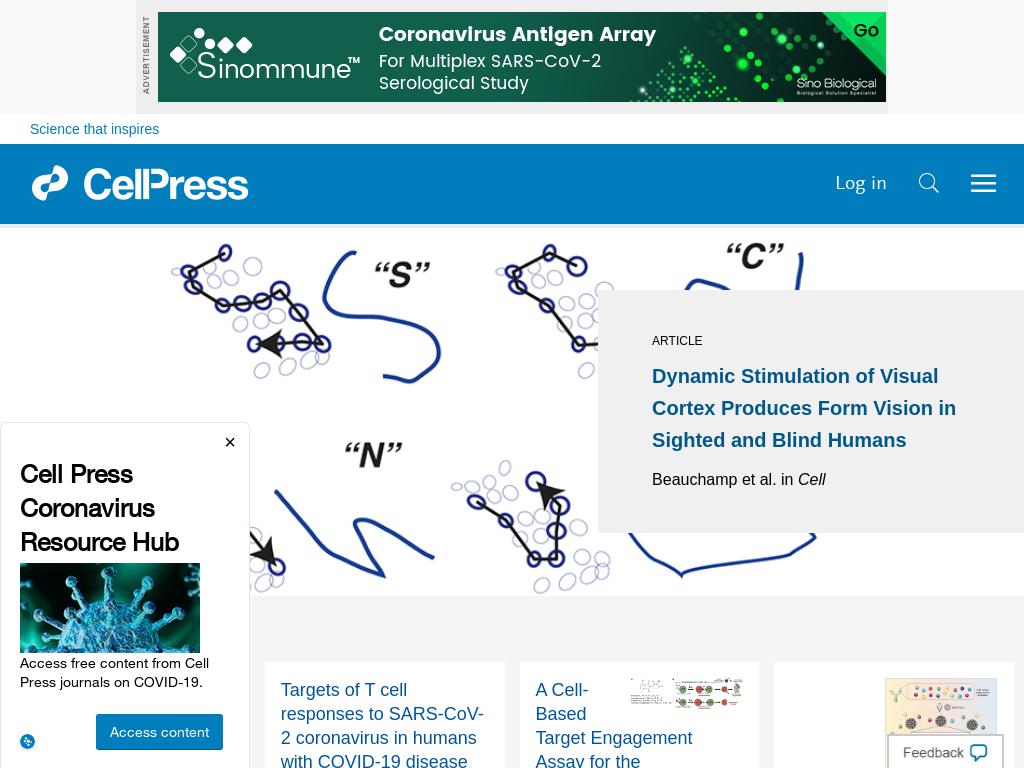 ADVERTISEMENT
Sinommune™
Coronavirus Antigen Array
For Multiplex SARS-CoV-2
Serological Study
Go
Sino Biological
Biological Solution Specialist
Science that inspires
CellPress
Log in
“S”
“C”
ARTICLE
Dynamic Stimulation of Visual
Cortex Produces Form Vision in
Sighted and Blind Humans
Beauchamp et al. in Cell
“N”
×
Cell Press
Coronavirus
Resource Hub
Access free content from Cell
Press journals on COVID-19.
Access content
Targets of T cell
responses to SARS-CoV-
2 coronavirus in humans
with COVID-19 disease
A Cell-
Based
Target Engagement
Assay for the
Feedback